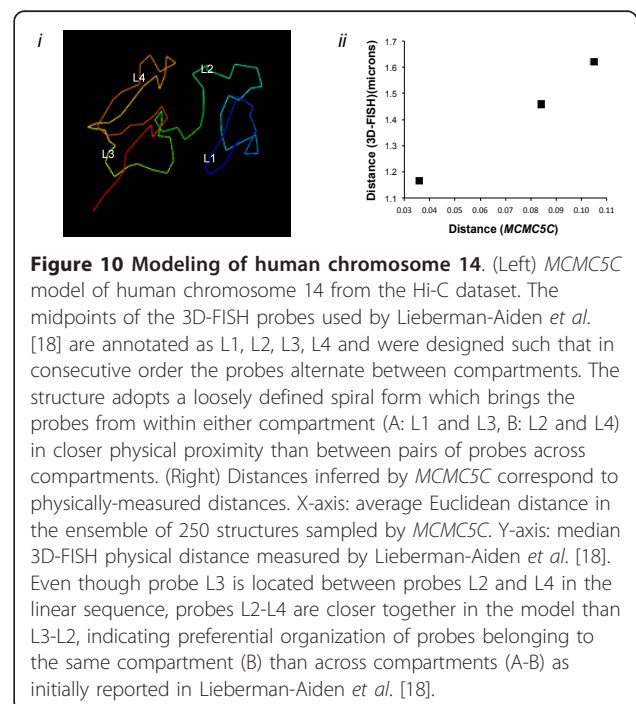 i
ii
L4
L2
L3
L1
Distance (3D-FISH)(microns)
1.7
1.6
1.5
1.4
1.3
1.2
1.1
0.03 0.04 0.05 0.06 0.07 0.08 0.09 0.10 0.11
Distance (MCMC5C)
Figure 10 Modeling of human chromosome 14. (Left) MCMC5C
model of human chromosome 14 from the Hi-C dataset. The
midpoints of the 3D-FISH probes used by Lieberman-Aiden et al.
[18] are annotated as L1, L2, L3, L4 and were designed such that in
consecutive order the probes alternate between compartments. The
structure adopts a loosely defined spiral form which brings the
probes from within either compartment (A: L1 and L3, B: L2 and L4)
in closer physical proximity than between pairs of probes across
compartments. (Right) Distances inferred by MCMC5C correspond to
physically-measured distances. X-axis: average Euclidean distance in
the ensemble of 250 structures sampled by MCMC5C. Y-axis: median
3D-FISH physical distance measured by Lieberman-Aiden et al. [18].
Even though probe L3 is located between probes L2 and L4 in the
linear sequence, probes L2-L4 are closer together in the model than
L3-L2, indicating preferential organization of probes belonging to
the same compartment (B) than across compartments (A-B) as
initially reported in Lieberman-Aiden et al. [18].